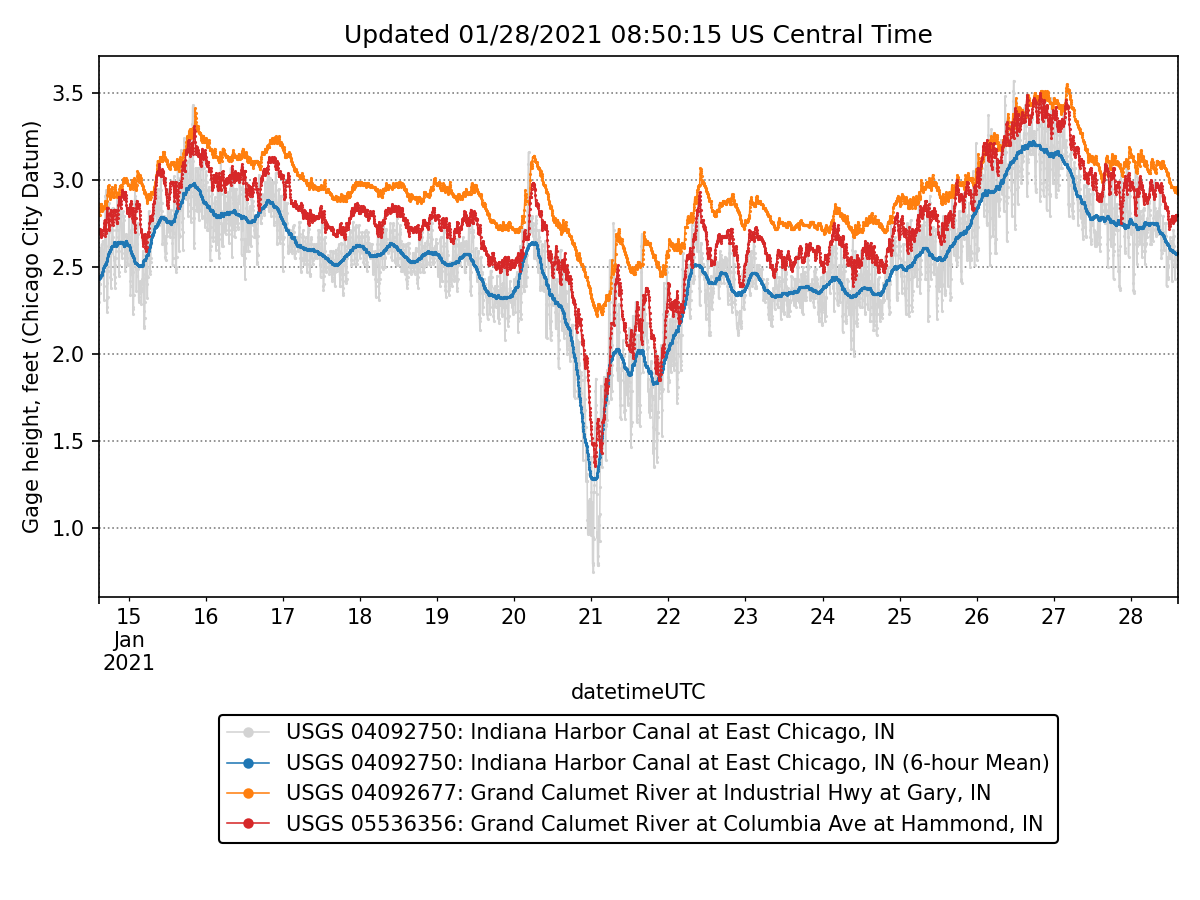 Updated 01/28/2021 08:50:15 US Central Time
Gage height, feet (Chicago City Datum)
3.5
3.0
2.5
2.0
1.5
1.0
15 16 17 18 19 20 21 22 23 24 25 26 27 28
Jan
2021
datetimeUTC
USGS 04092750: Indiana Harbor Canal at East Chicago, IN
USGS 04092750: Indiana Harbor Canal at East Chicago, IN (6-hour Mean)
USGS 04092677: Grand Calumet River at Industrial Hwy at Gary, IN
USGS 05536356: Grand Calumet River at Columbia Ave at Hammond, IN